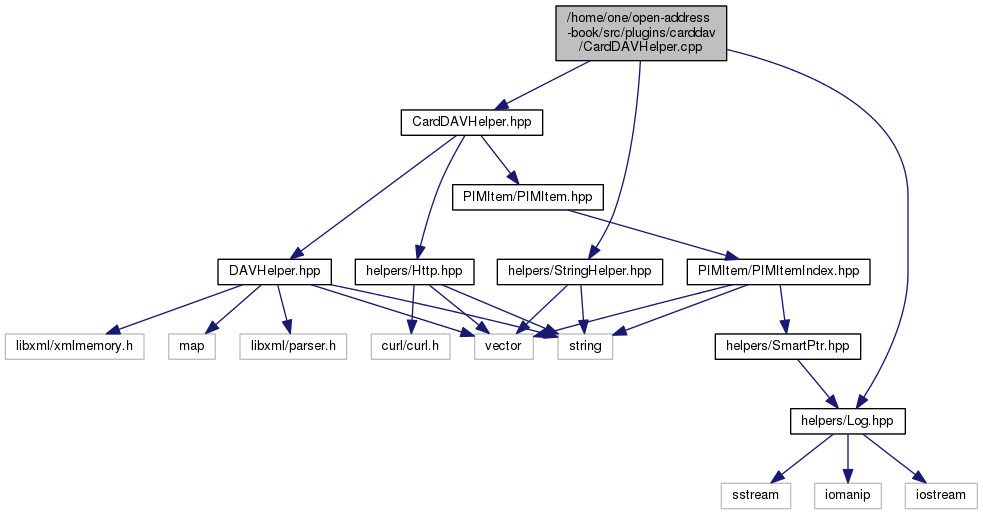 /home/one/open-address
-book/src/plugins/carddav
/CardDAVHelper.cpp
CardDAVHelper.hpp
PIMItem/PIMItem.hpp
DAVHelper.hpp
helpers/Http.hpp
helpers/StringHelper.hpp
PIMItem/PIMItemIndex.hpp
libxml/xmlmemory.h
map
libxml/parser.h
curl/curl.h
vector
string
helpers/SmartPtr.hpp
helpers/Log.hpp
sstream
iomanip
iostream